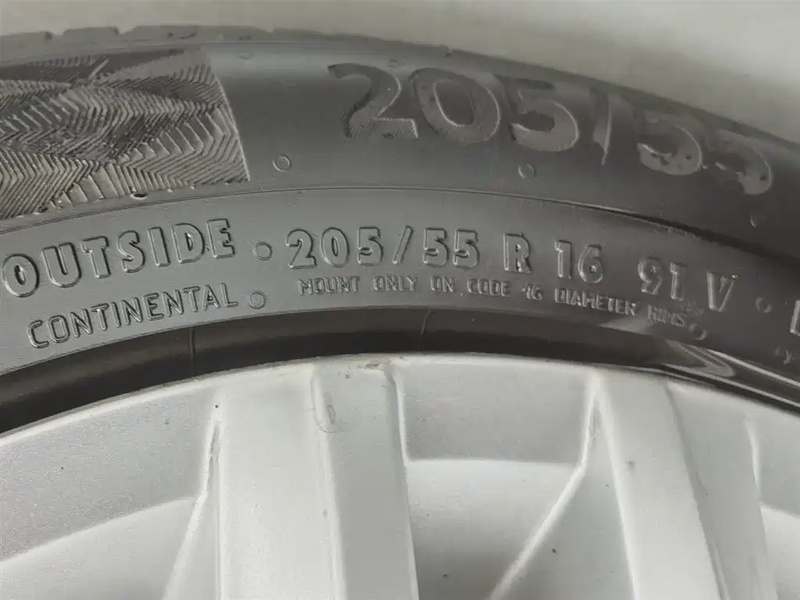 205/55
OUTSIDE · 205/55 R 16 91 V ·
CONTINENTAL MOUNT ONLY ON CODE 16 DIAMETER RIMS